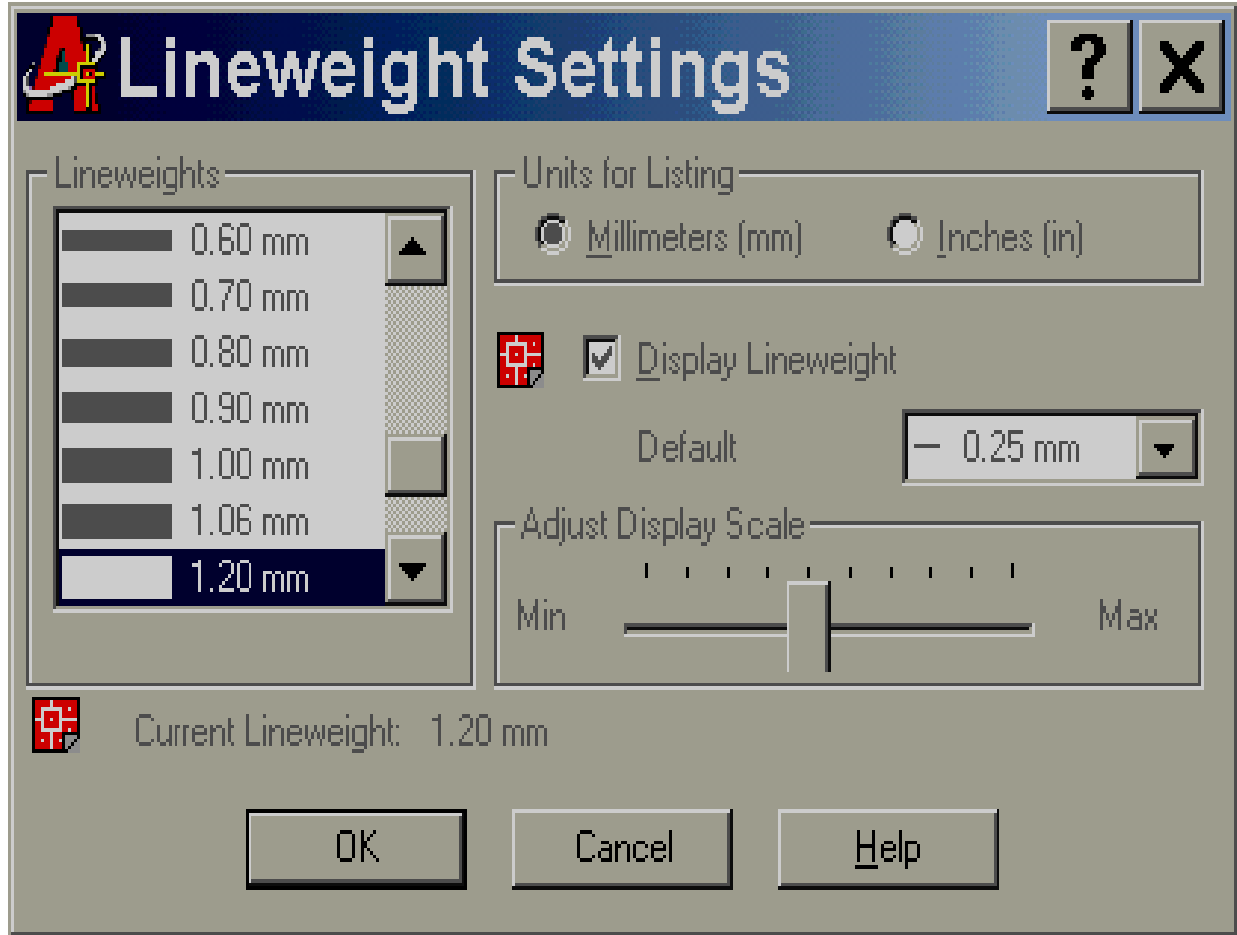 Lineweight Settings
Lineweights
0.60 mm
0.70 mm
0.80 mm
0.90 mm
1.00 mm
1.06 mm
1.20 mm
Units for Listing
Millimeters (mm)
Inches (in)
Display Lineweight
Default
0.25 mm
Adjust Display Scale
Min
Max
Current Lineweight: 1.20 mm
OK
Cancel
Help